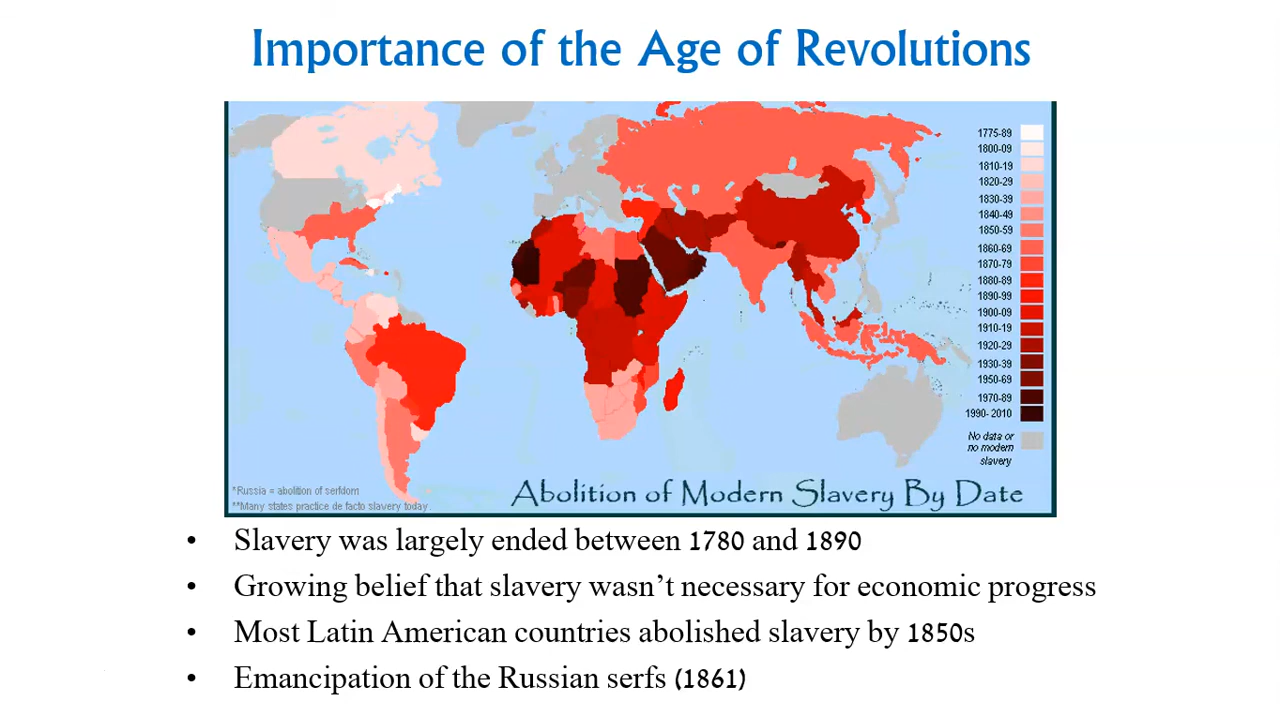 Importance of the Age of Revolutions
1775-89
1800-09
1810-19
1820-29
1830-39
1840-49
1850-59
1860-69
1870-79
1880-89
1890-99
1900-09
1910-19
1920-29
1930-39
1950-69
1970-89
1990- 2010
No data or
no modern
slavery
*Russia = abolition of serfdom
**Many states practice de facto slavery today.
Abolition of Modern Slavery By Date
• Slavery was largely ended between 1780 and 1890
• Growing belief that slavery wasn’t necessary for economic progress
• Most Latin American countries abolished slavery by 1850s
• Emancipation of the Russian serfs (1861)